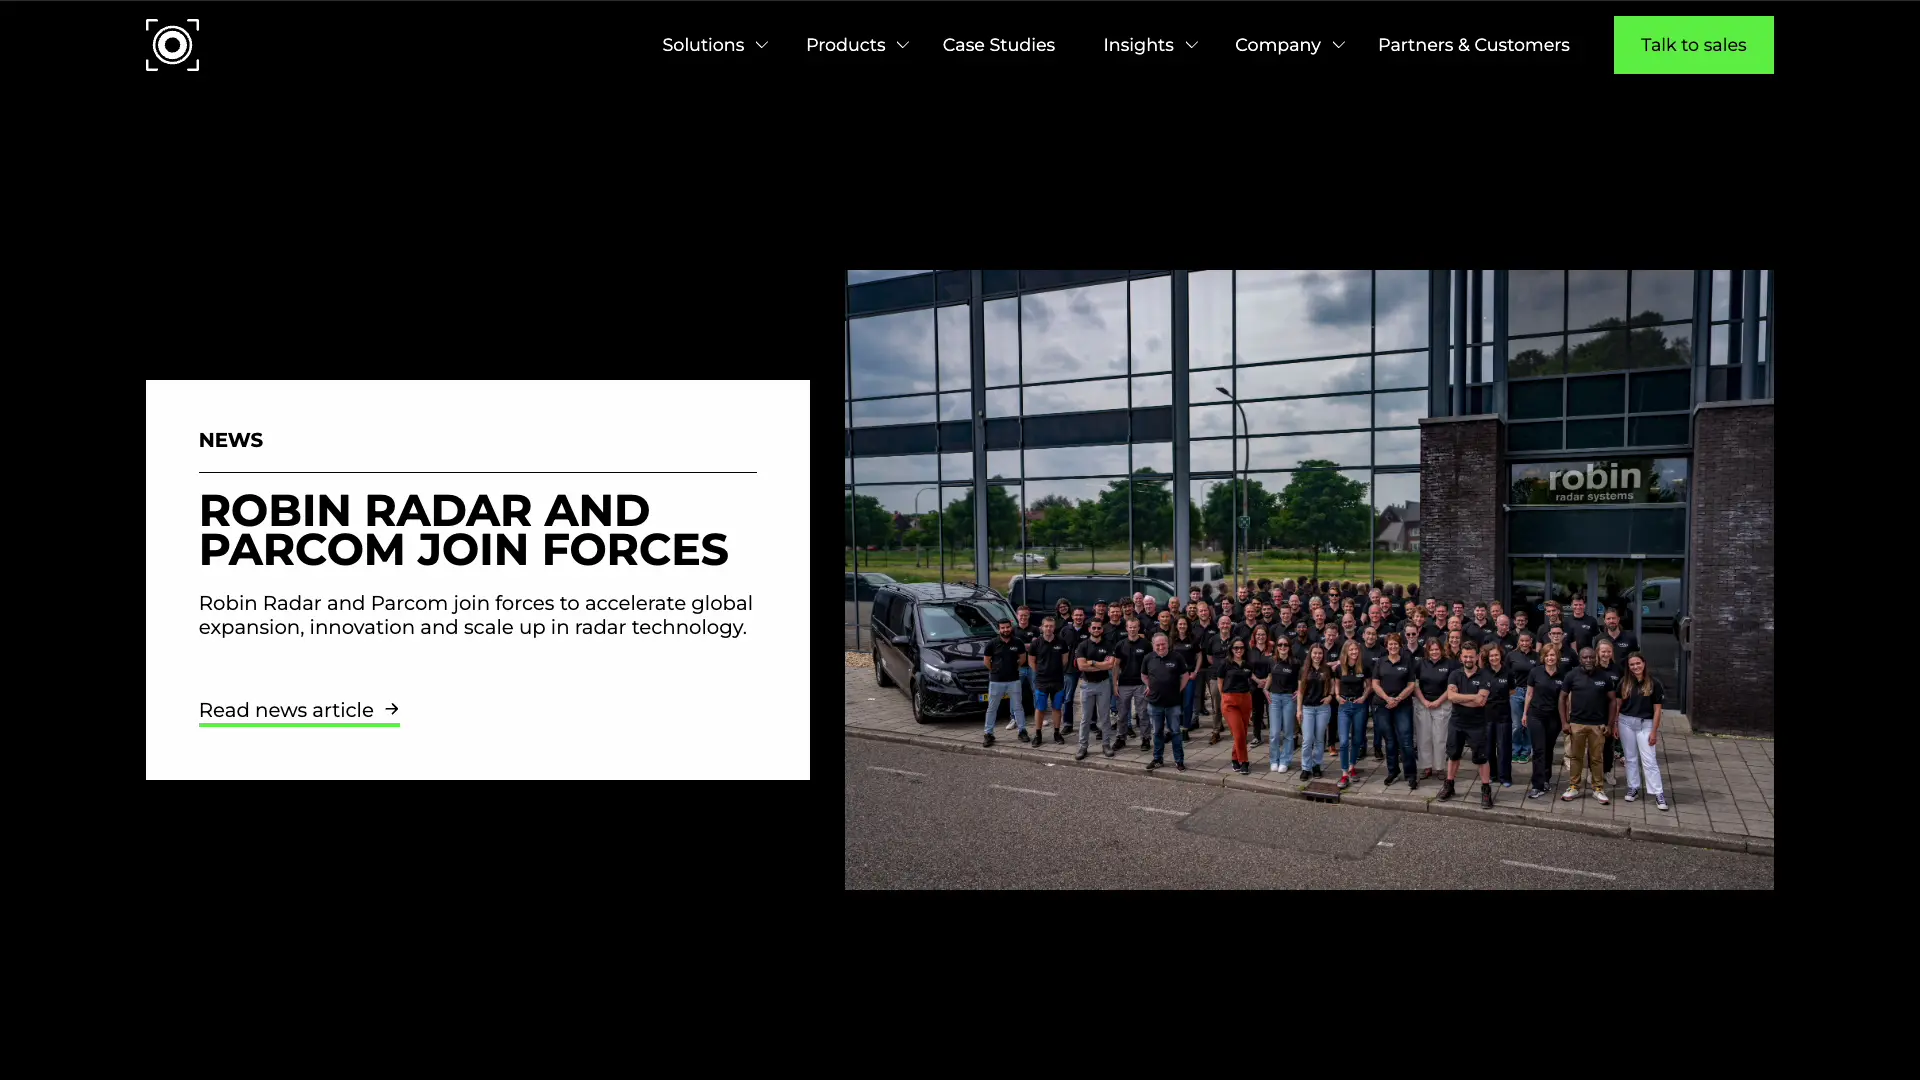 Solutions
Products
Case Studies
Insights
Company
Partners & Customers
Talk to sales
NEWS
ROBIN RADAR AND
PARCOM JOIN FORCES
Robin Radar and Parcom join forces to accelerate global
expansion, innovation and scale up in radar technology.
Read news article →
robin
radar systems